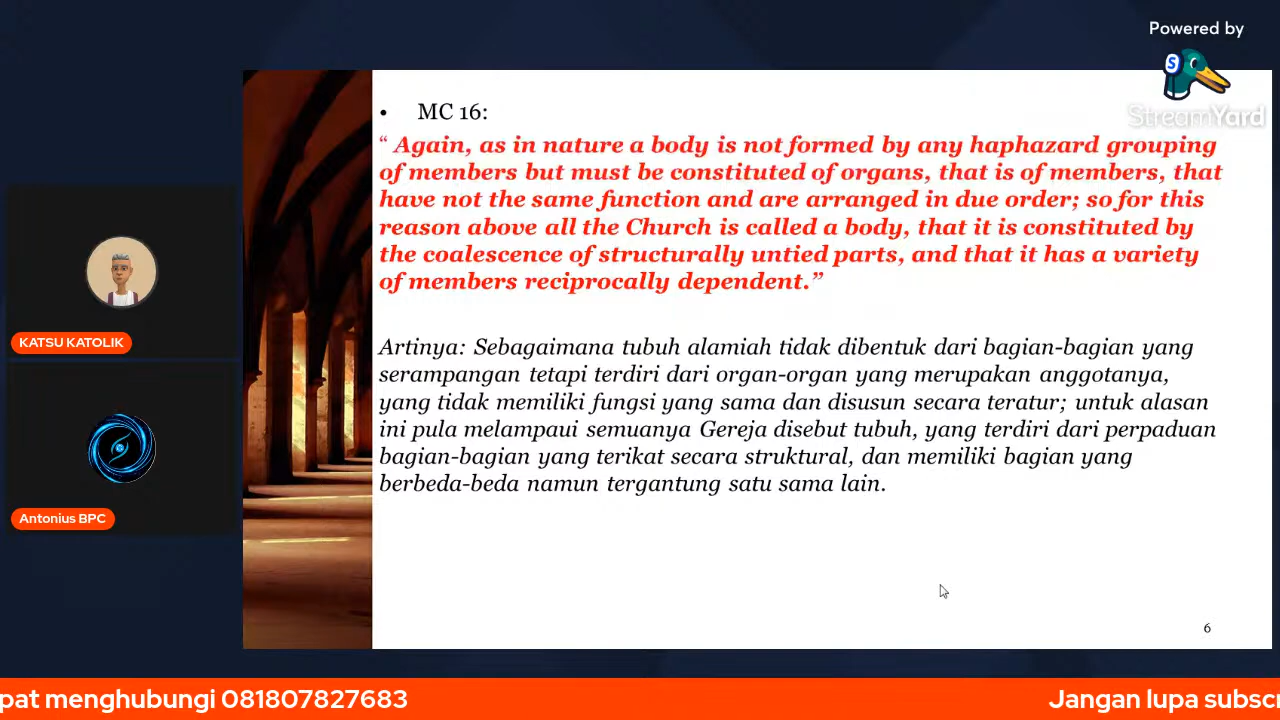 Powered by
StreamYard
• MC 16:
“ Again, as in nature a body is not formed by any haphazard grouping
of members but must be constituted of organs, that is of members, that
have not the same function and are arranged in due order; so for this
reason above all the Church is called a body, that it is constituted by
the coalescence of structurally untied parts, and that it has a variety
of members reciprocally dependent.”
Artinya: Sebagaimana tubuh alamiah tidak dibentuk dari bagian-bagian yang
serampangan tetapi terdiri dari organ-organ yang merupakan anggotanya,
yang tidak memiliki fungsi yang sama dan disusun secara teratur; untuk alasan
ini pula melampaui semuanya Gereja disebut tubuh, yang terdiri dari perpaduan
bagian-bagian yang terikat secara struktural, dan memiliki bagian yang
berbeda-beda namun tergantung satu sama lain.
6
KATSU KATOLIK
Antonius BPC
pat menghubungi 081807827683
Jangan lupa subscr